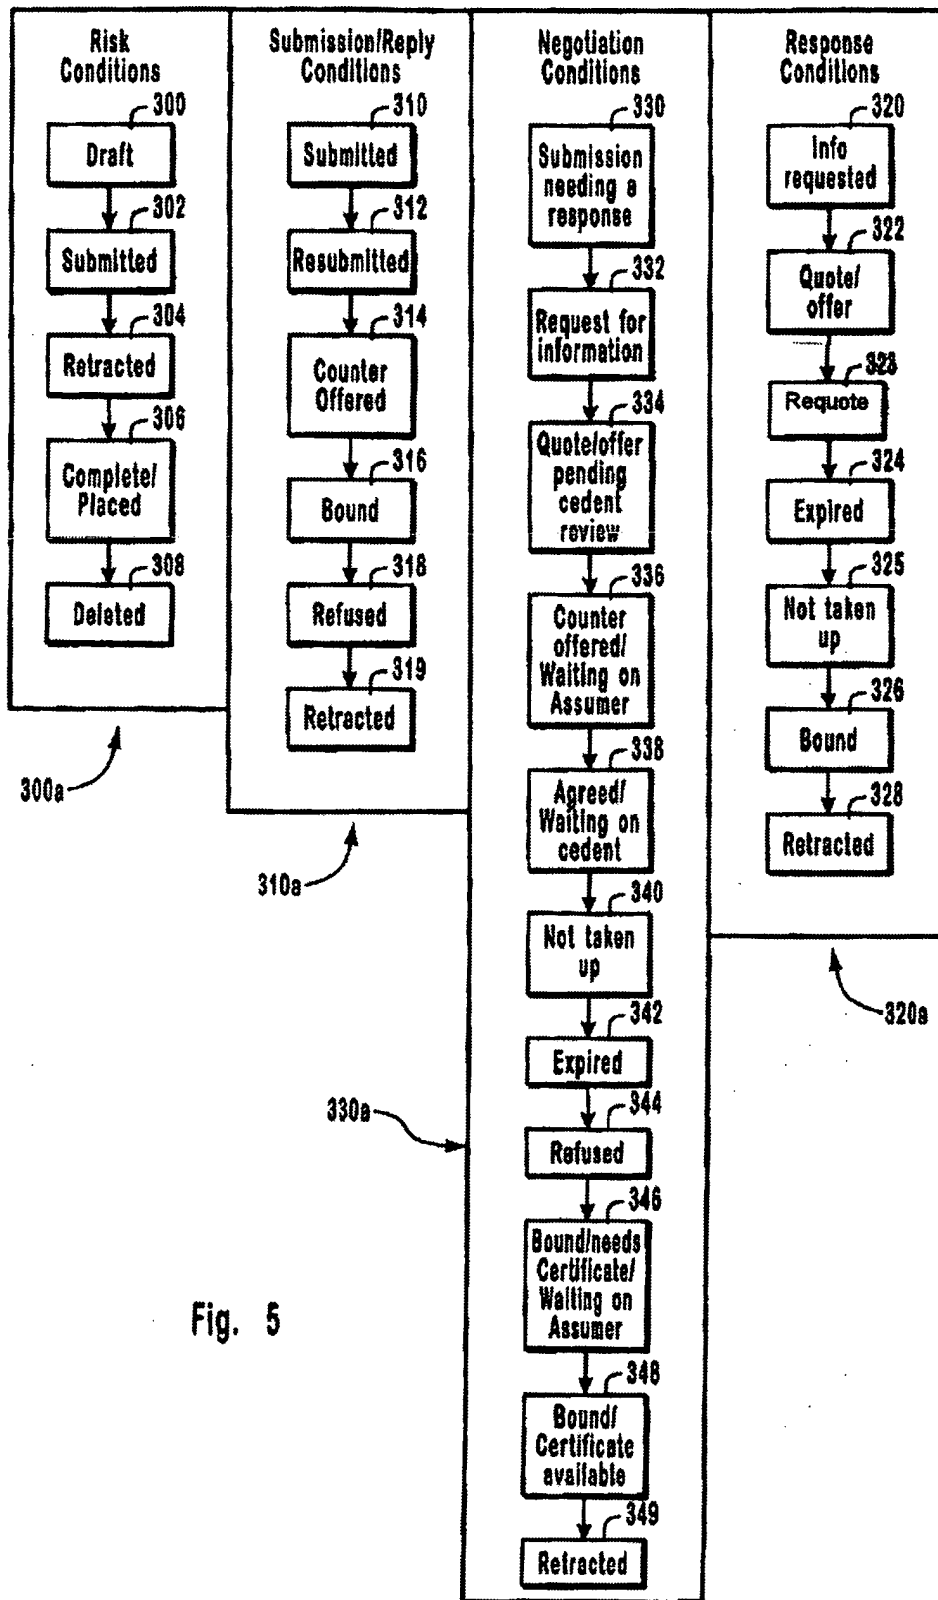 Risk
Conditions
300
Draft
302
Submitted
304
Retracted
306
Complete/
Placed
308
Deleted
300a
Submission/Reply
Conditions
310
Submitted
312
Resubmitted
314
Counter
Offered
316
Bound
318
Refused
319
Retracted
310a
Negotiation
Conditions
330
Submission
needing a
response
332
Request for
information
334
Quote/offer
pending
cedent
review
336
Counter
offered/
Waiting on
Assumer
338
Agreed/
Waiting on
cedent
340
Not taken
up
342
Expired
344
Refused
346
Bound/needs
Certificate/
Waiting on
Assumer
348
Bound/
Certificate
available
349
Retracted
330a
Response
Conditions
320
Info
requested
322
Quote/
offer
323
Requote
324
Expired
325
Not taken
up
326
Bound
328
Retracted
320a
Fig. 5